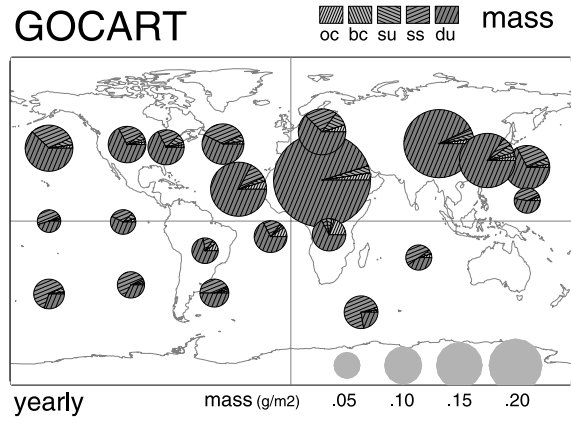 GOCART
mass
oc bc su ss du
yearly
mass (g/m2) .05 .10 .15 .20